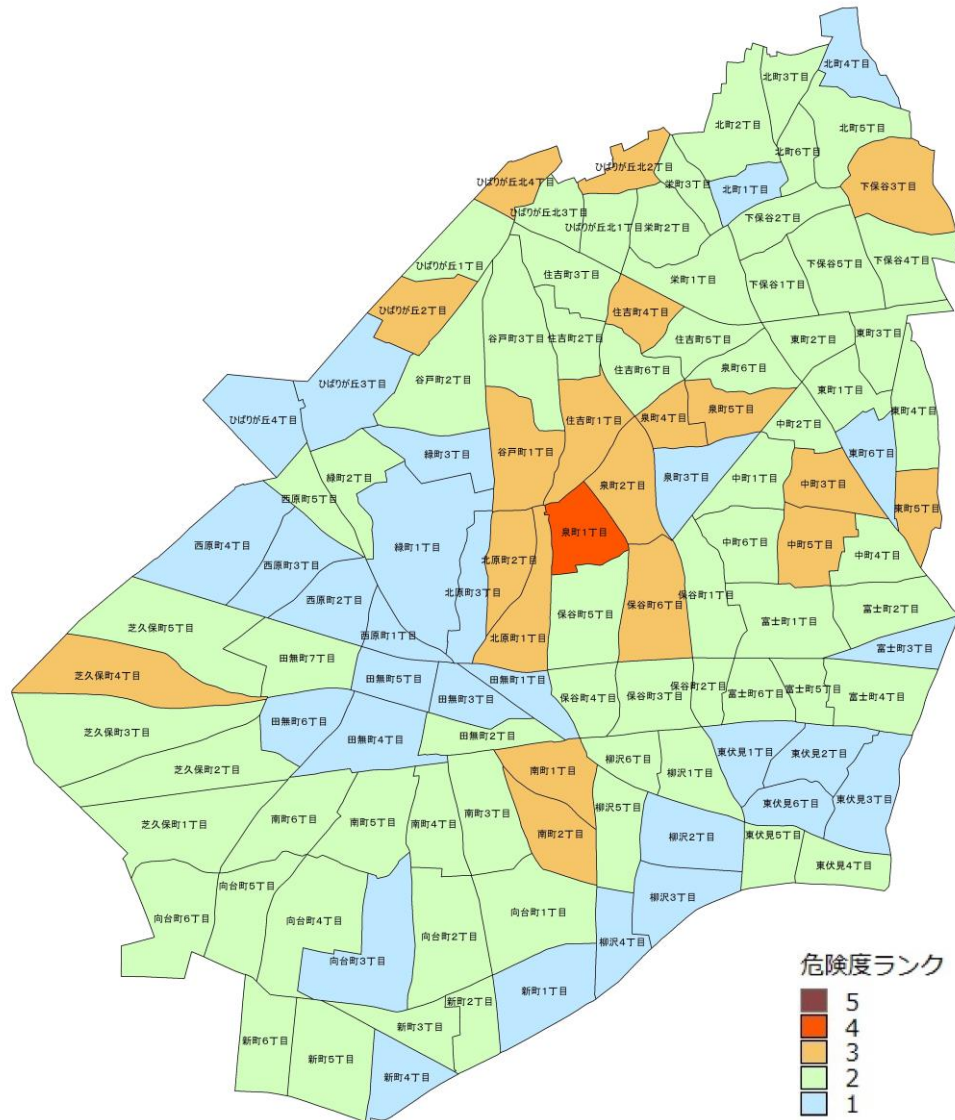 北町4丁目
北町3丁目
北町2丁目
北町5丁目
北町6丁目
ひばりが丘北2丁目
ひばりが丘北4丁目
栄町3丁目
北町1丁目
下保谷3丁目
ひばりが丘北3丁目
下保谷2丁目
ひばりが丘北1丁目
栄町2丁目
ひばりが丘1丁目
住吉町3丁目
栄町1丁目
下保谷1丁目
下保谷5丁目
下保谷4丁目
ひばりが丘2丁目
住吉町4丁目
谷戸町3丁目
住吉町2丁目
住吉町5丁目
東町2丁目
東町3丁目
ひばりが丘3丁目
谷戸町2丁目
住吉町6丁目
泉町6丁目
東町1丁目
ひばりが丘4丁目
住吉町1丁目
泉町4丁目
泉町5丁目
中町2丁目
東町4丁目
緑町3丁目
谷戸町1丁目
東町6丁目
緑町2丁目
泉町2丁目
泉町3丁目
中町1丁目
中町3丁目
西原町5丁目
東町5丁目
泉町1丁目
西原町4丁目
緑町1丁目
中町6丁目
中町5丁目
中町4丁目
西原町3丁目
北原町2丁目
西原町2丁目
北原町3丁目
保谷町1丁目
保谷町6丁目
富士町2丁目
保谷町5丁目
富士町1丁目
芝久保町5丁目
西原町1丁目
北原町1丁目
富士町3丁目
田無町7丁目
芝久保町4丁目
田無町5丁目
田無町1丁目
保谷町4丁目
保谷町3丁目
保谷町2丁目
富士町6丁目
富士町5丁目
富士町4丁目
田無町3丁目
田無町6丁目
芝久保町3丁目
田無町4丁目
田無町2丁目
東伏見1丁目
東伏見2丁目
柳沢6丁目
芝久保町2丁目
南町1丁目
柳沢1丁目
東伏見3丁目
柳沢5丁目
東伏見6丁目
芝久保町1丁目
南町6丁目
南町5丁目
南町4丁目
南町3丁目
南町2丁目
柳沢2丁目
東伏見5丁目
東伏見4丁目
向台町5丁目
柳沢3丁目
向台町6丁目
向台町4丁目
向台町1丁目
向台町2丁目
柳沢4丁目
向台町3丁目
新町1丁目
新町2丁目
新町3丁目
新町6丁目
新町5丁目
新町4丁目
危険度ランク
5
4
3
2
1